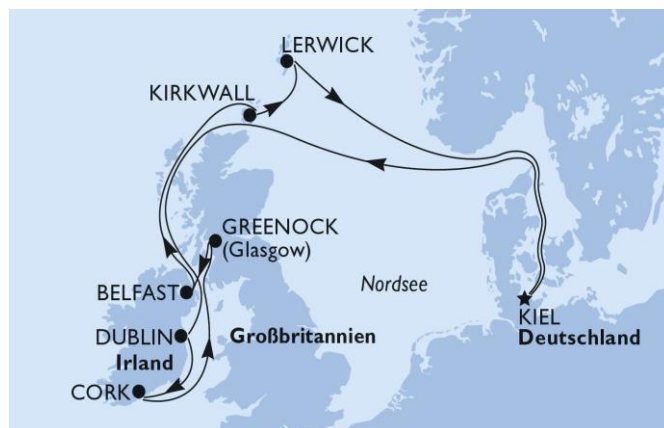 LERWICK
KIRKWALL
GREENOCK
(Glasgow)
Nordsee
BELFAST
KIEL
Deutschland
DUBLIN
Irland
Großbritannien
CORK